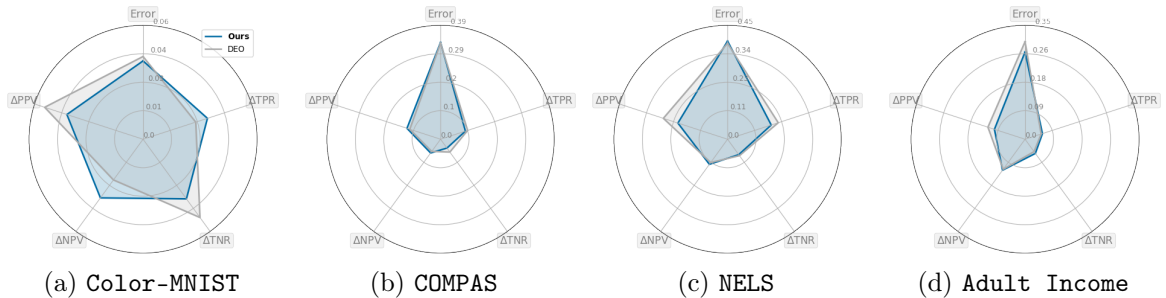 Error
0.06
0.04
0.03
0.01
0.0
ΔPPV
ΔTPR
ΔNPV
ΔTNR
Ours
DEO
(a) Color-MNIST
Error
0.39
0.29
0.2
0.1
0.0
ΔPPV
ΔTPR
ΔNPV
ΔTNR
(b) COMPAS
Error
0.45
0.34
0.23
0.11
0.0
ΔPPV
ΔTPR
ΔNPV
ΔTNR
(c) NELS
Error
0.35
0.26
0.18
0.09
0.0
ΔPPV
ΔTPR
ΔNPV
ΔTNR
(d) Adult Income